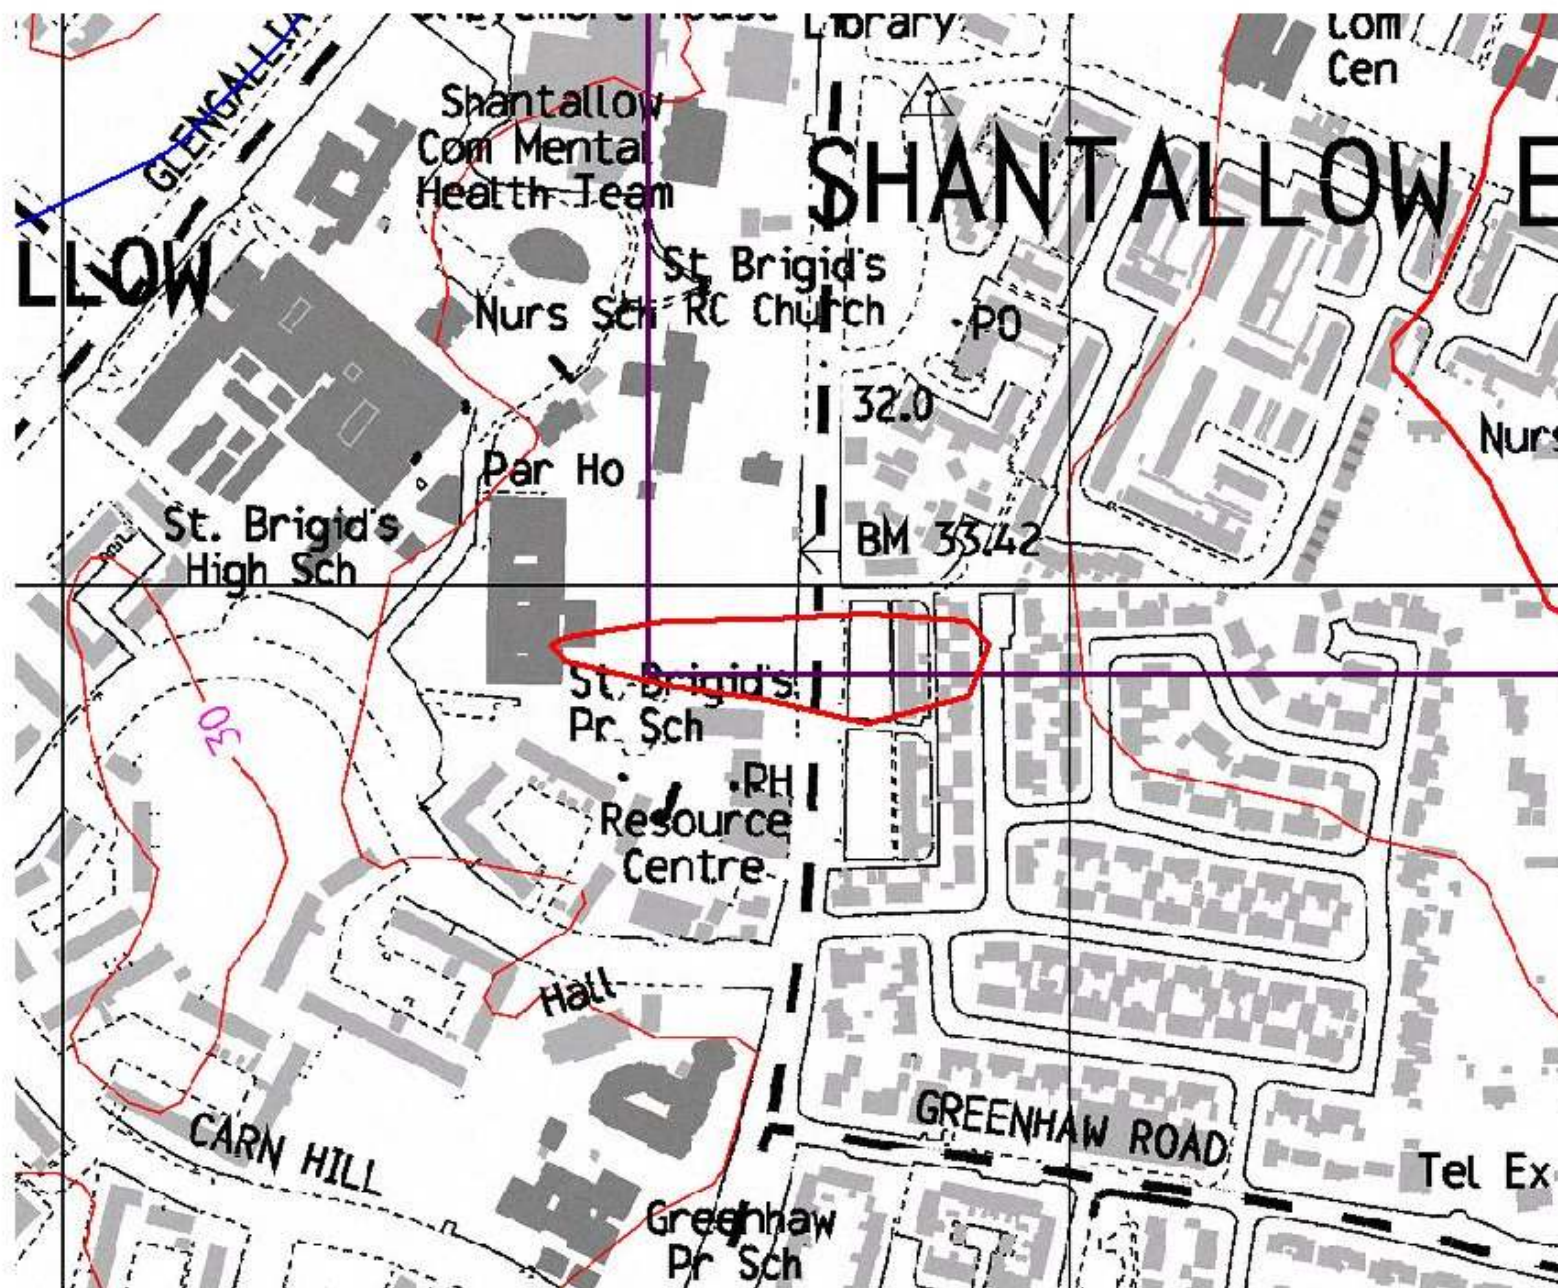 Library
Com
Cen
GLENGALLI
Shantallow
Com Mental
Health Team
SHANTALLOW E
LLOW
St Brigid's
RC Church
Nurs Sch
PO
32.0
Nurs
Par Ho
St. Brigid's
High Sch
BM 33.42
St. Brigid's
Pr Sch
30
PH
Resource
Centre
Hall
CARN HILL
GREENHAW ROAD
Tel Ex
Greenhaw
Pr Sch